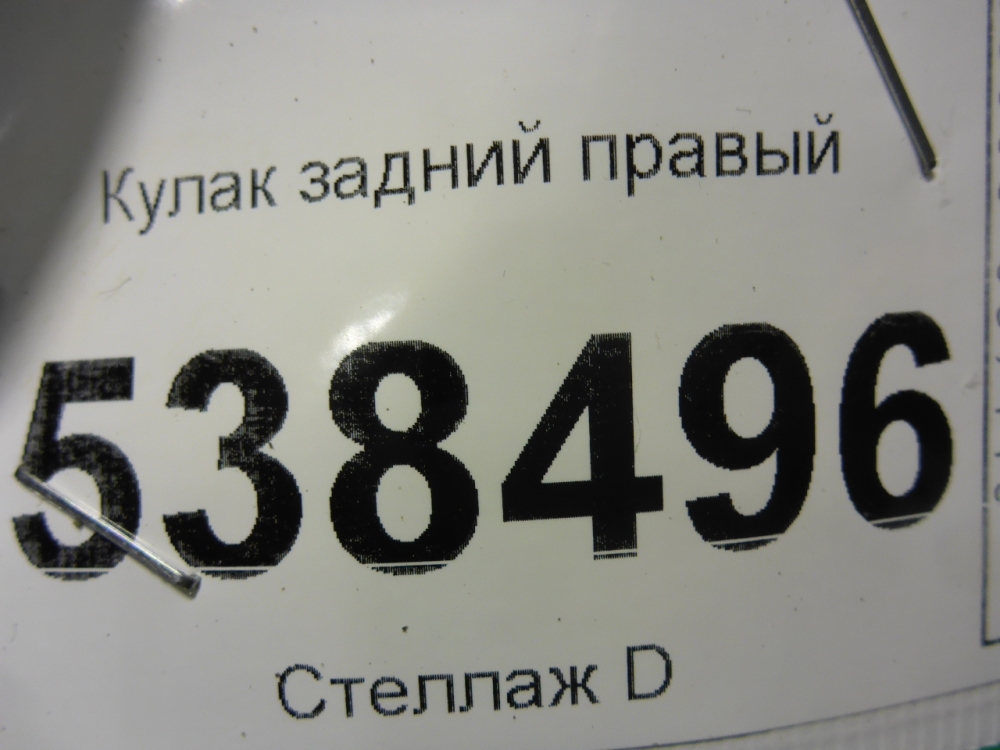 Кулак задний правый
538496
Стеллаж D